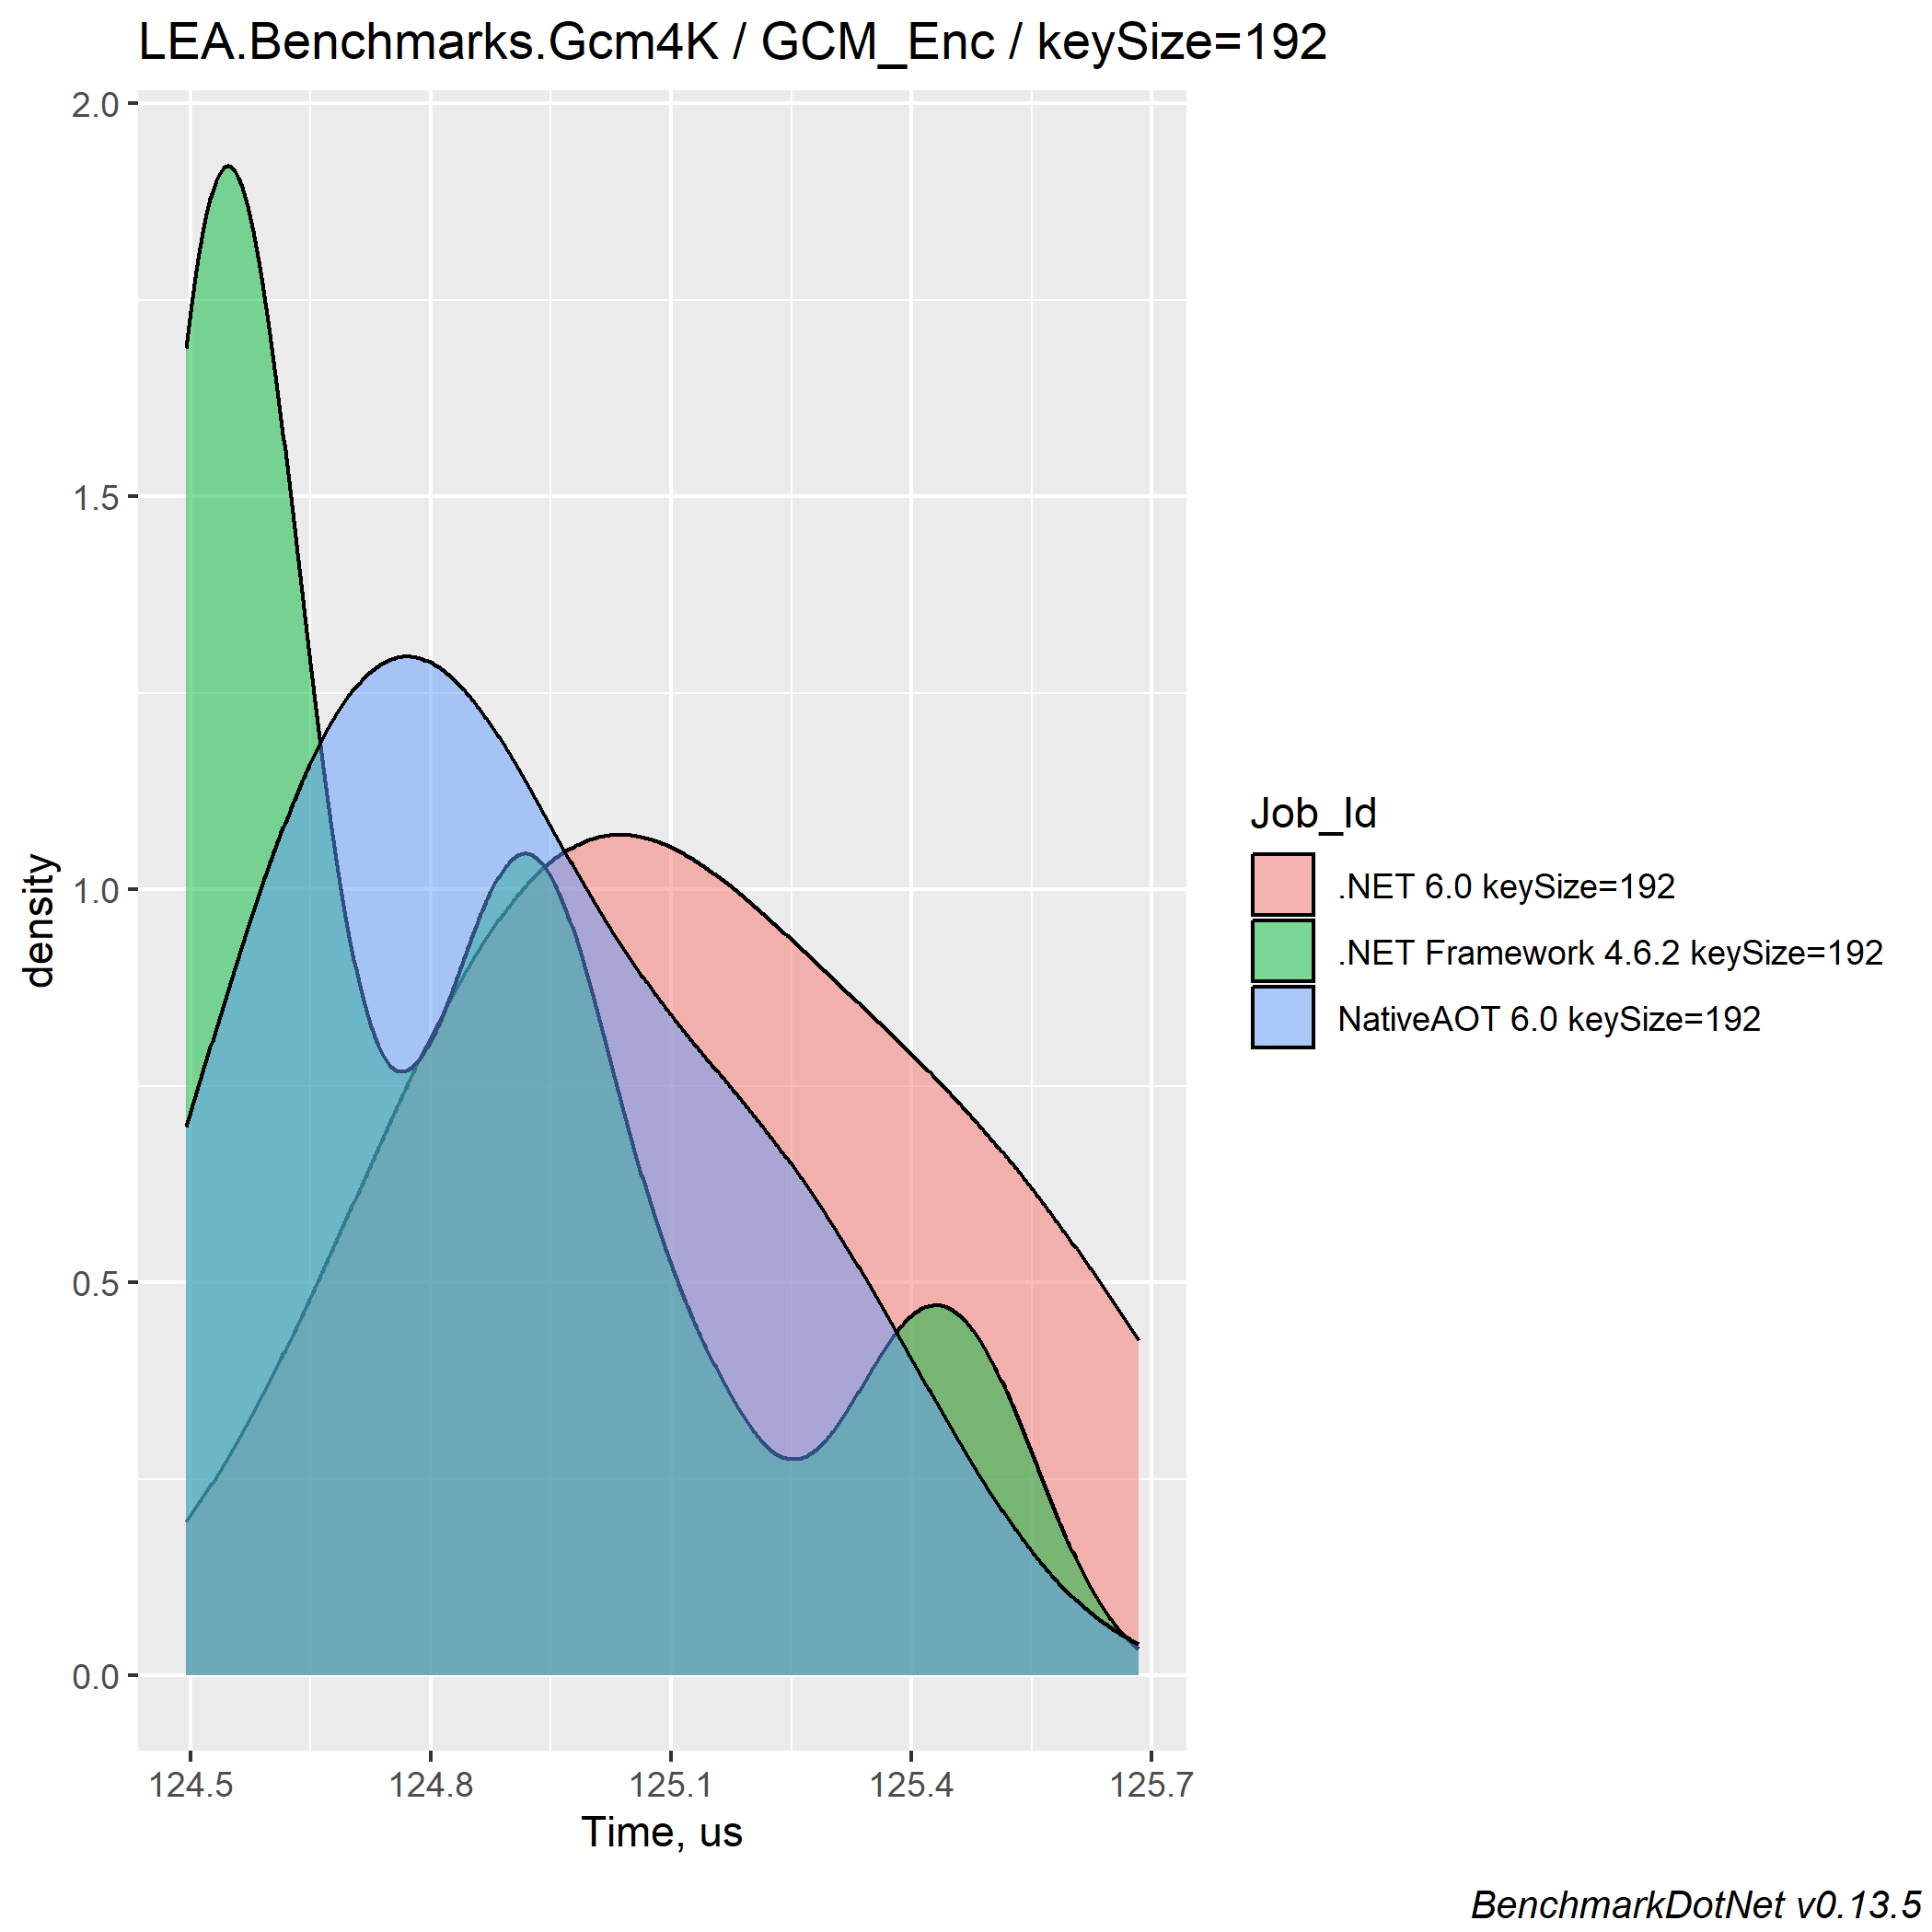 LEA.Benchmarks.Gcm4K / GCM_Enc / keySize=192
2.0
1.5
1.0
0.5
0.0
density
124.5
124.8
125.1
125.4
125.7
Time, us
Job_Id
.NET 6.0 keySize=192
.NET Framework 4.6.2 keySize=192
NativeAOT 6.0 keySize=192
BenchmarkDotNet v0.13.5